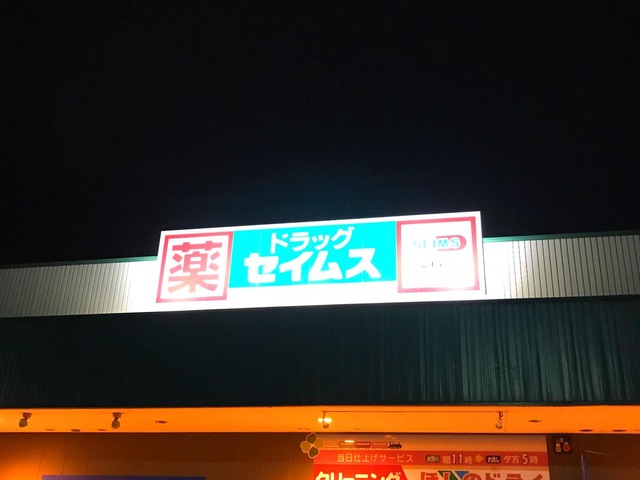 薬
ドラッグ
セイムス
SEIMS
当日仕上げサービス
朝11時
夕方5時
クリーニング